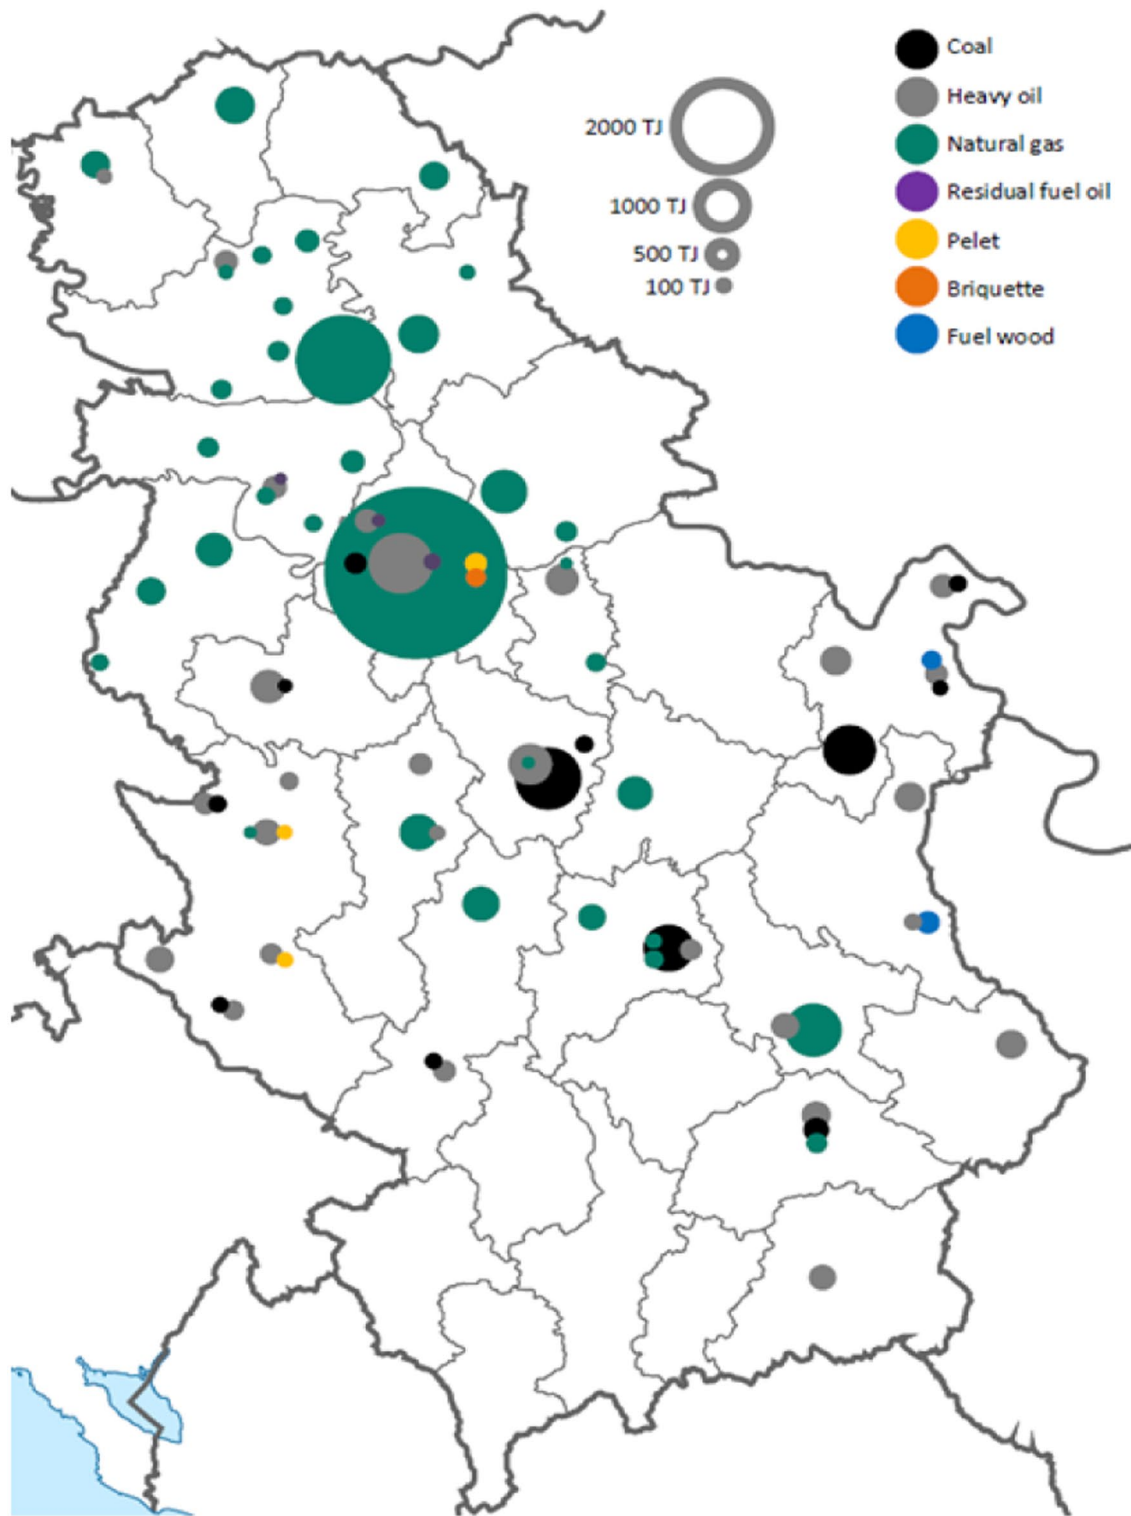 Coal
Heavy oil
Natural gas
Residual fuel oil
Pelet
Briquette
Fuel wood
2000 TJ
1000 TJ
500 TJ
100 TJ